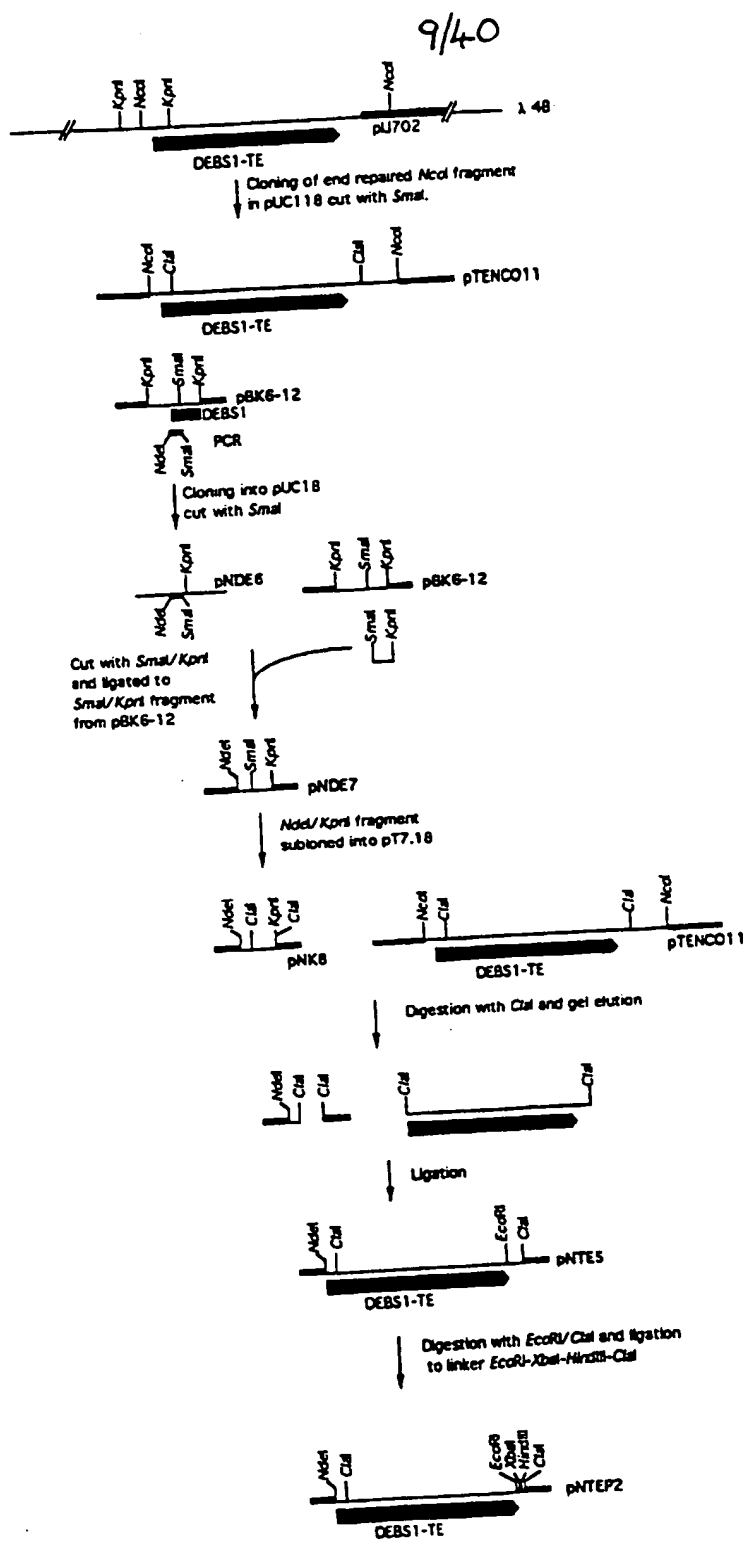 9/40
KpnI NcoI KpnI NcoI
λ 48
pIJ702
DEBS1-TE
Cloning of end repaired NcoI fragment
in pUC118 cut with SmaI.
NcoI ClaI ClaI NcoI
pTENCO11
DEBS1-TE
KpnI SmaI KpnI
pBK6-12
DEBS1
NdeI SmaI PCR
Cloning into pUC18
cut with SmaI
KpnI
pNDE6
NdeI SmaI
KpnI SmaI KpnI
pBK6-12
SmaI KpnI
Cut with SmaI/KpnI
and ligated to
SmaI/KpnI fragment
from pBK6-12
NdeI SmaI KpnI
pNDE7
NdeI/KpnI fragment
subloned into pT7.18
NdeI ClaI KpnI ClaI
pNK8
NcoI ClaI ClaI NcoI
pTENCO11
DEBS1-TE
Digestion with ClaI and gel elution
NdeI ClaI ClaI ClaI ClaI
Ligation
NdeI ClaI EcoRI ClaI
pNTE5
DEBS1-TE
Digestion with EcoRI/ClaI and ligation
to linker EcoRI-XbaI-HindIII-ClaI
NdeI ClaI EcoRI XbaI HindIII ClaI
pNTEP2
DEBS1-TE